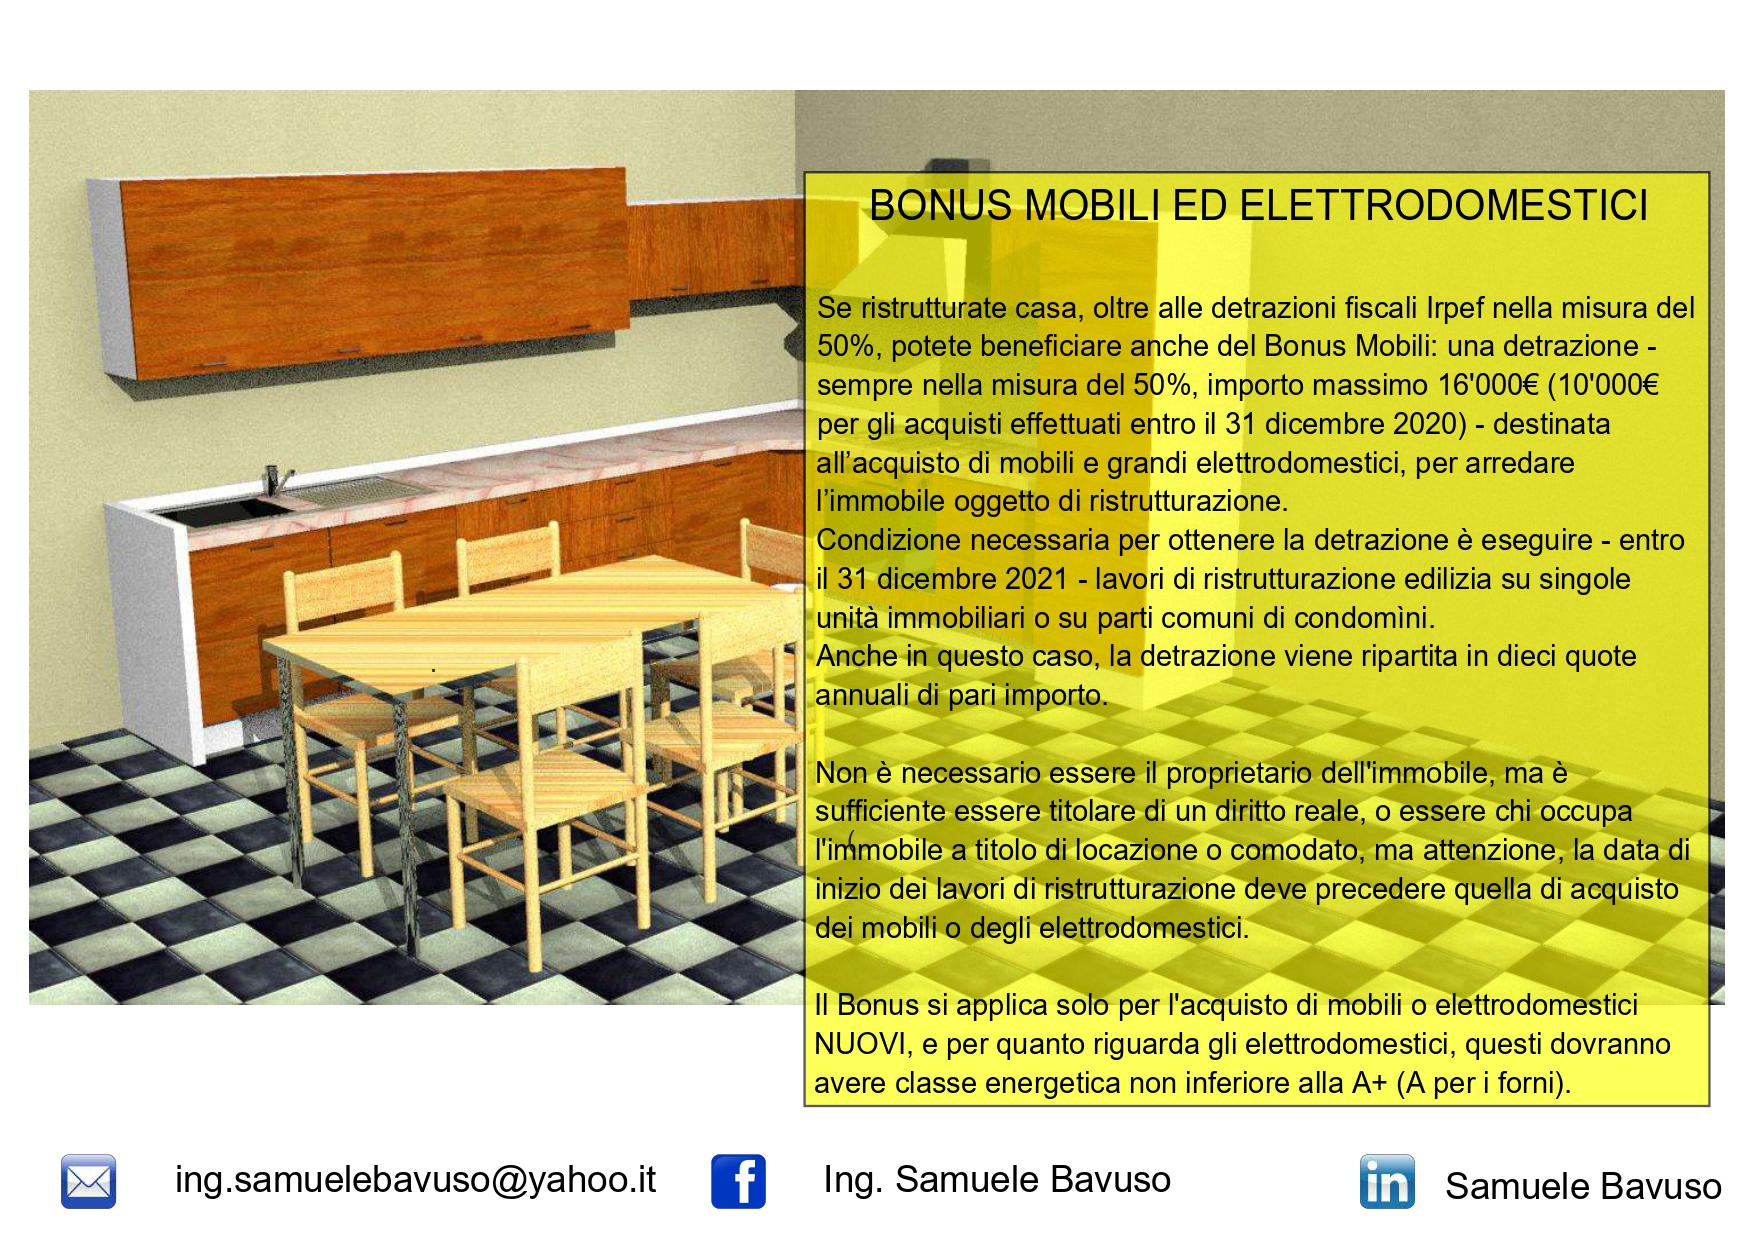 BONUS MOBILI ED ELETTRODOMESTICI
Se ristrutturate casa, oltre alle detrazioni fiscali Irpef nella misura del
50%, potete beneficiare anche del Bonus Mobili: una detrazione -
sempre nella misura del 50%, importo massimo 16'000€ (10'000€
per gli acquisti effettuati entro il 31 dicembre 2020) - destinata
all’acquisto di mobili e grandi elettrodomestici, per arredare
l’immobile oggetto di ristrutturazione.
Condizione necessaria per ottenere la detrazione è eseguire - entro
il 31 dicembre 2021 - lavori di ristrutturazione edilizia su singole
unità immobiliari o su parti comuni di condomìni.
Anche in questo caso, la detrazione viene ripartita in dieci quote
annuali di pari importo.
Non è necessario essere il proprietario dell'immobile, ma è
sufficiente essere titolare di un diritto reale, o essere chi occupa
l'immobile a titolo di locazione o comodato, ma attenzione, la data di
inizio dei lavori di ristrutturazione deve precedere quella di acquisto
dei mobili o degli elettrodomestici.
Il Bonus si applica solo per l'acquisto di mobili o elettrodomestici
NUOVI, e per quanto riguarda gli elettrodomestici, questi dovranno
avere classe energetica non inferiore alla A+ (A per i forni).
ing.samuelebavuso@yahoo.it
Ing. Samuele Bavuso
Samuele Bavuso